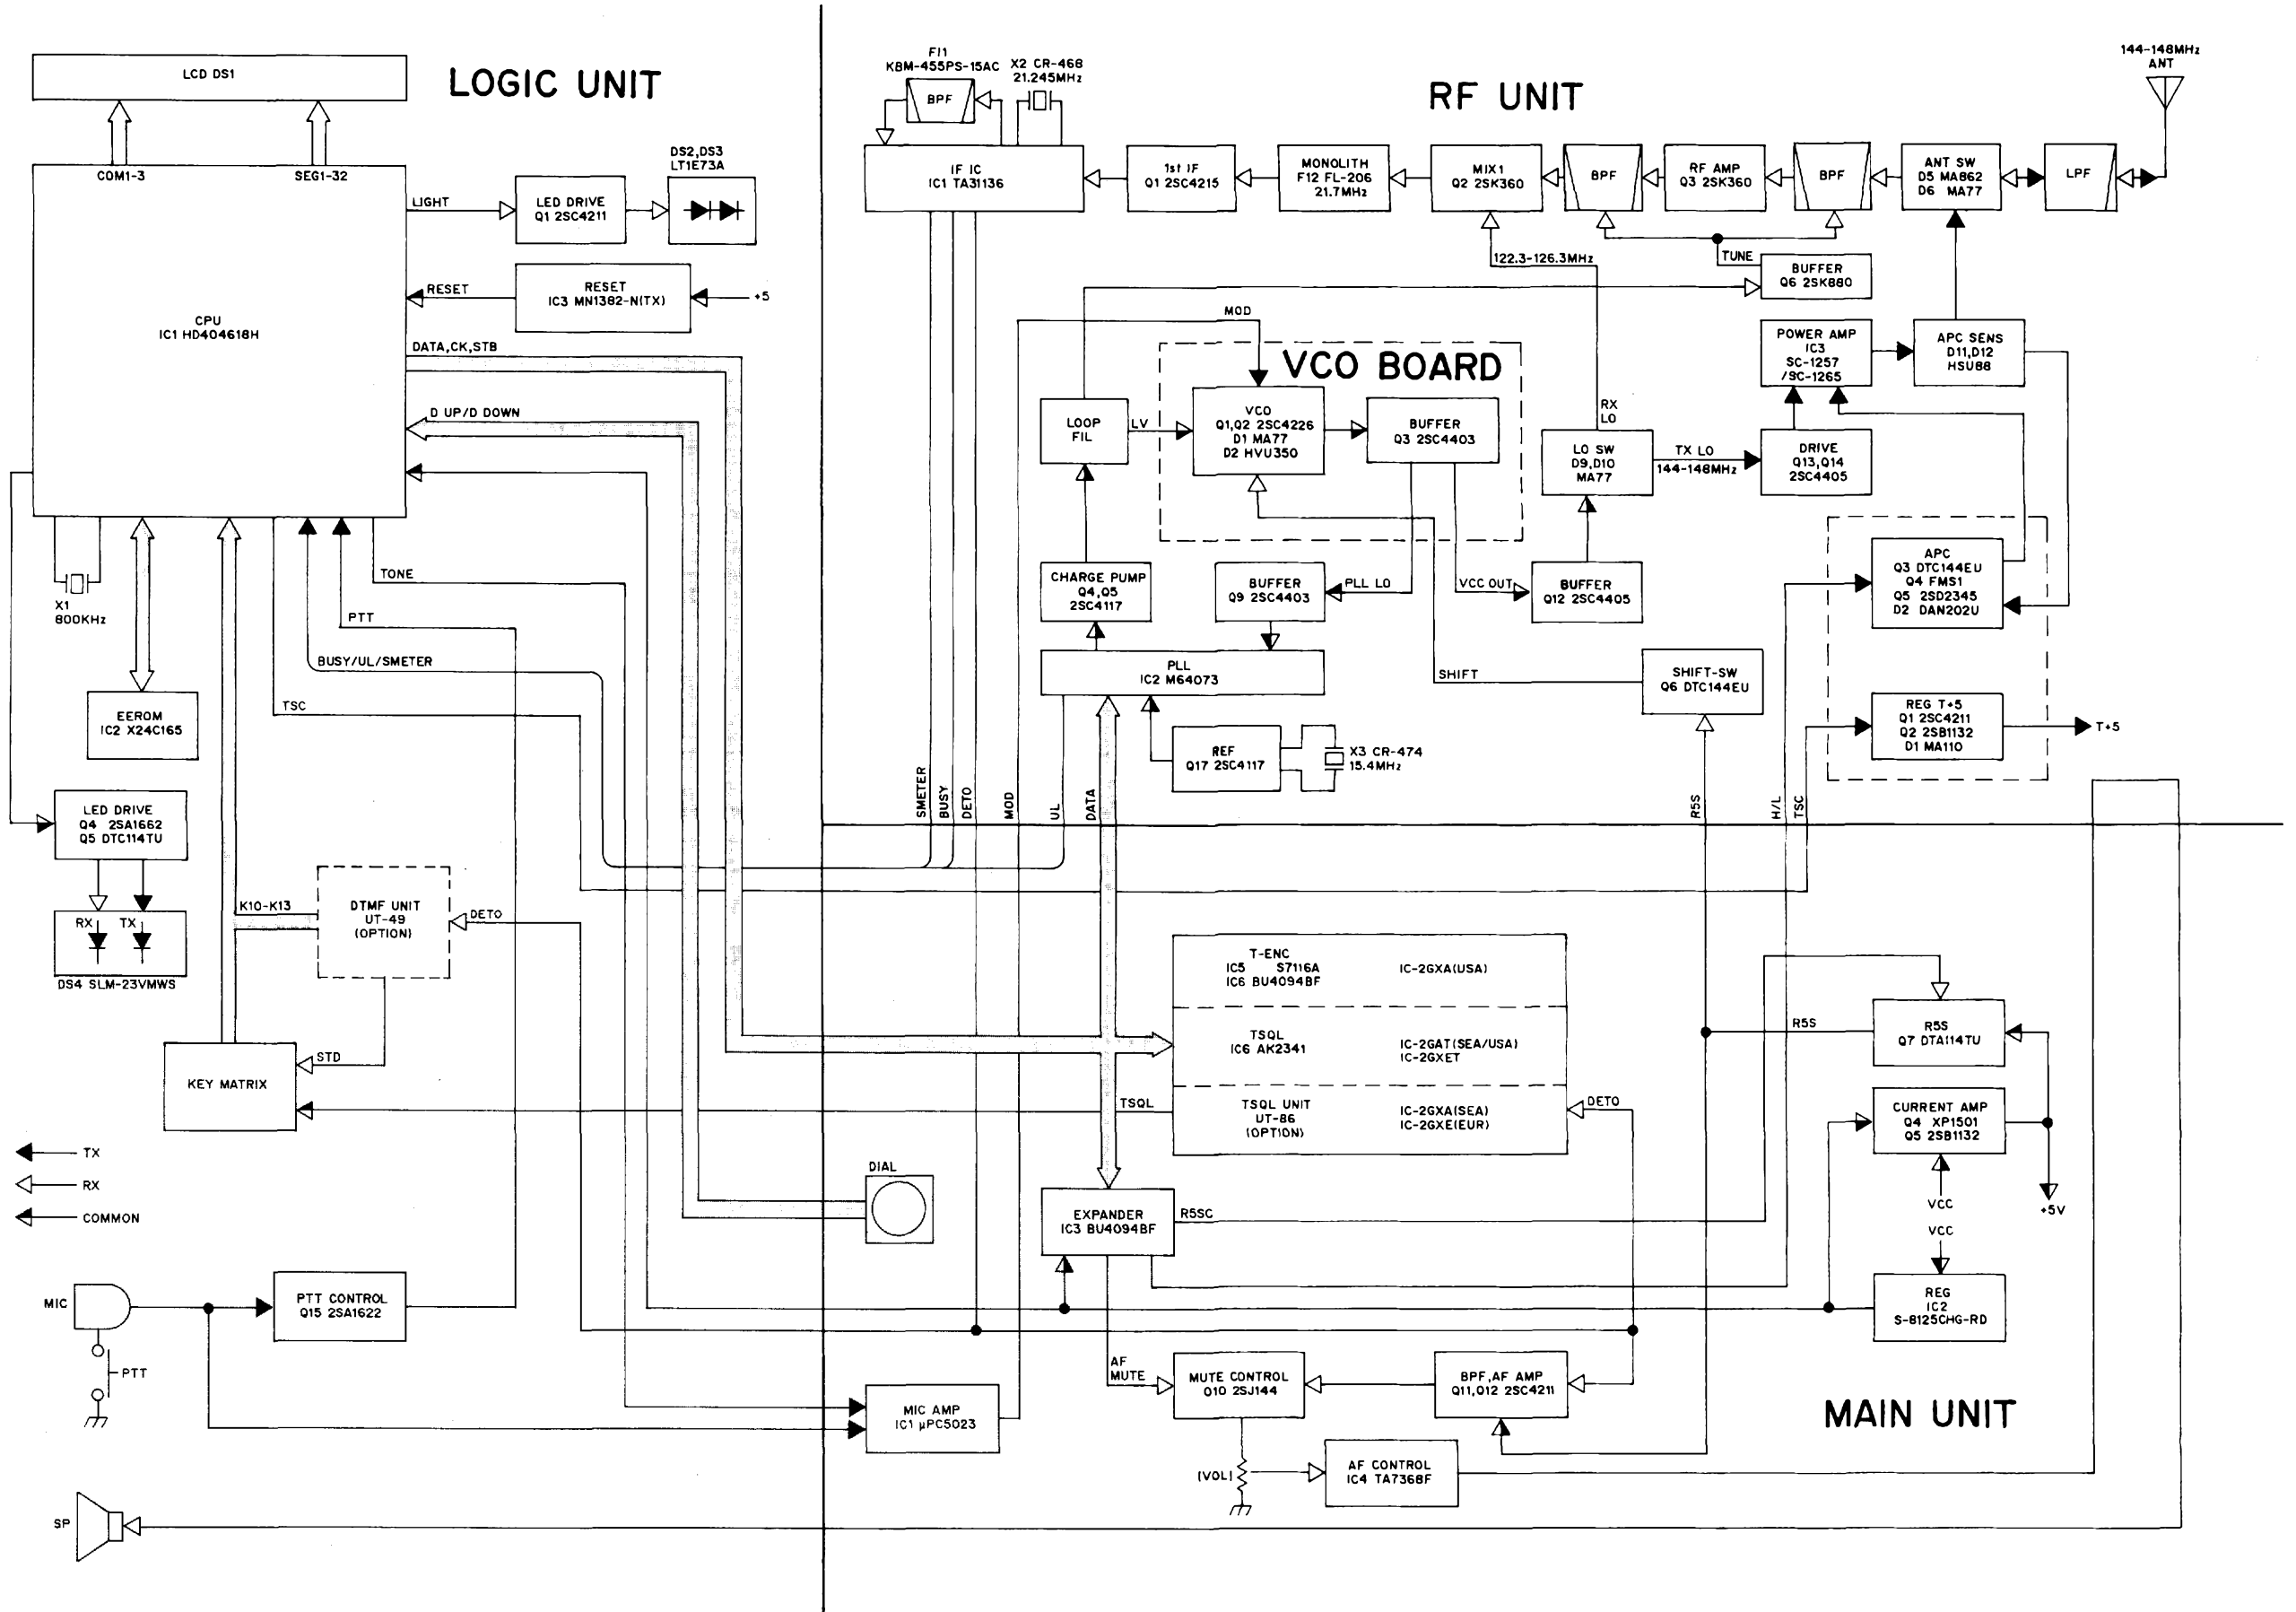 LOGIC UNIT
LCD DS1
COM1-3
SEG1-32
CPU
IC1 HD404618H
LIGHT
LED DRIVE
Q1 2SC4211
DS2,DS3
LT1E73A
RESET
RESET
IC3 MN1382-N(TX)
+5
DATA,CK,STB
D UP/D DOWN
X1
800KHz
TONE
PTT
BUSY/UL/SMETER
TSC
EEROM
IC2 X24C165
LED DRIVE
Q4 2SA1662
Q5 DTC114TU
RX
TX
DS4 SLM-23VMWS
K10-K13
DTMF UNIT
UT-49
(OPTION)
DETO
STD
KEY MATRIX
TX
RX
COMMON
MIC
PTT
PTT CONTROL
Q15 2SA1622
SP
RF UNIT
FI1
KBM-455PS-15AC
BPF
X2 CR-468
21.245MHz
IF IC
IC1 TA31136
1st IF
Q1 2SC4215
MONOLITH
F12 FL-206
21.7MHz
MIX1
Q2 2SK360
BPF
RF AMP
Q3 2SK360
BPF
ANT SW
D5 MA862
D6 MA77
LPF
144-148MHz
ANT
122.3-126.3MHz
TUNE
BUFFER
Q6 2SK880
MOD
VCO BOARD
LOOP
FIL
LV
VCO
Q1,Q2 2SC4226
D1 MA77
D2 HVU350
BUFFER
Q3 2SC4403
RX
LO
LO SW
D9,D10
MA77
TX LO
144-148MHz
POWER AMP
IC3
SC-1257
/SC-1265
APC SENS
D11,D12
HSU88
DRIVE
Q13,Q14
2SC4405
CHARGE PUMP
Q4,Q5
2SC4117
BUFFER
Q9 2SC4403
PLL LO
VCC OUT
BUFFER
Q12 2SC4405
APC
Q3 DTC144EU
Q4 FMS1
Q5 2SD2345
D2 DAN202U
PLL
IC2 M64073
SHIFT
SHIFT-SW
Q6 DTC144EU
REG T+5
Q1 2SC4211
Q2 2SB1132
D1 MA110
T+5
REF
Q17 2SC4117
X3 CR-474
15.4MHz
SMETER
BUSY
DETO
MOD
UL
DATA
R5S
H/L
TSC
T-ENC
IC5 S7116A
IC6 BU4094BF
IC-2GXA(USA)
TSQL
IC6 AK2341
IC-2GAT(SEA/USA)
IC-2GXET
TSQL
TSQL UNIT
UT-86
(OPTION)
IC-2GXA(SEA)
IC-2GXE(EUR)
DETO
R5S
R5S
Q7 DTA114TU
CURRENT AMP
Q4 XP1501
Q5 2SB1132
VCC
VCC
+5V
DIAL
EXPANDER
IC3 BU4094BF
R5SC
REG
IC2
S-8125CHG-RD
AF
MUTE
MUTE CONTROL
Q10 2SJ144
BPF,AF AMP
Q11,Q12 2SC4211
MIC AMP
IC1 μPC5023
(VOL)
AF CONTROL
IC4 TA7368F
MAIN UNIT